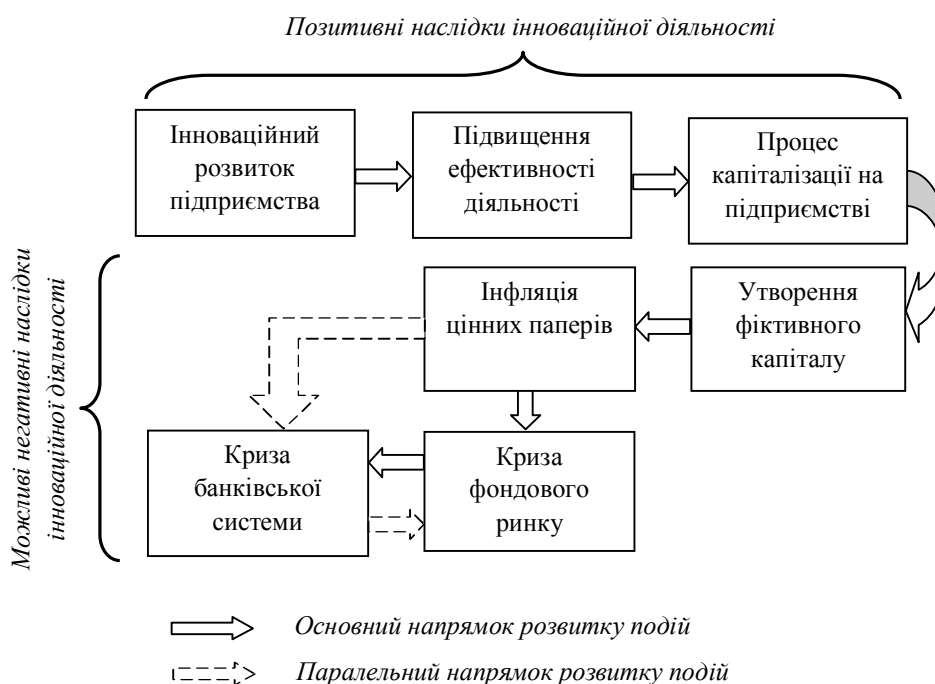 Позитивні наслідки інноваційної діяльності
Інноваційний
розвиток
підприємства
Підвищення
ефективності
діяльності
Процес
капіталізації на
підприємстві
Можливі негативні наслідки
інноваційної діяльності
Інфляція
цінних паперів
Утворення
фіктивного
капіталу
Криза
банківської
системи
Криза
фондового
ринку
Основний напрямок розвитку подій
Паралельний напрямок розвитку подій